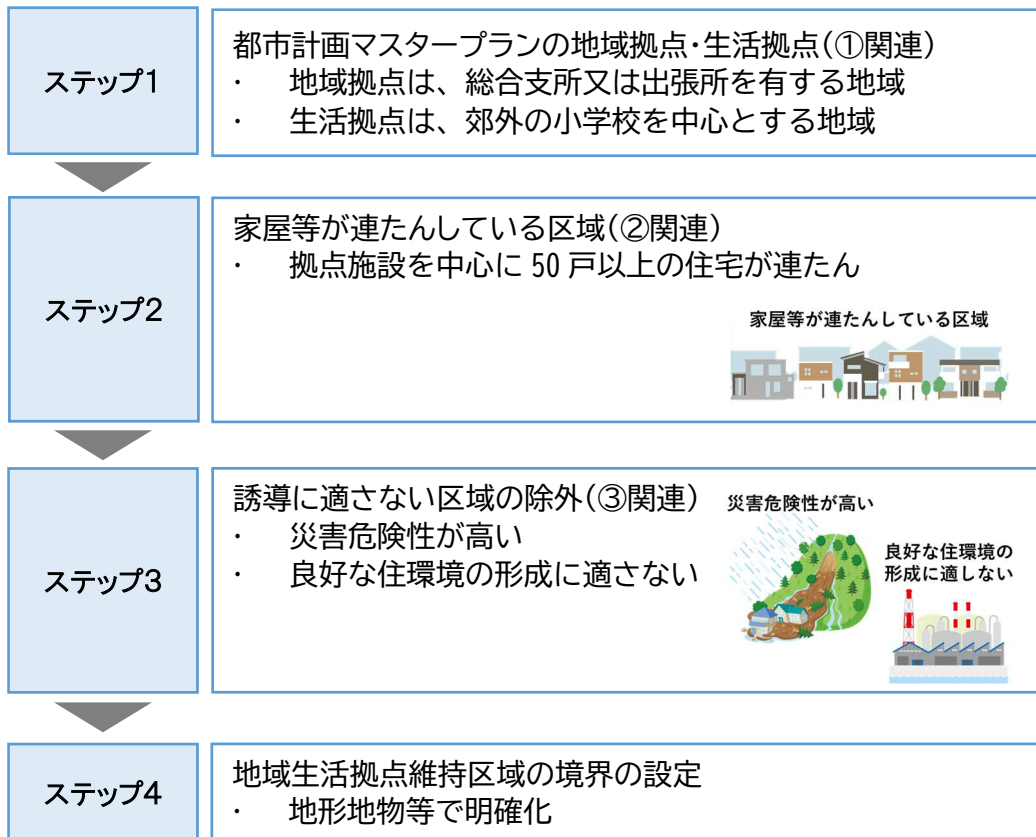 ステップ1
都市計画マスタープランの地域拠点・生活拠点(①関連)
・ 地域拠点は、総合支所又は出張所を有する地域
・ 生活拠点は、郊外の小学校を中心とする地域
ステップ2
家屋等が連たんしている区域(②関連)
・ 拠点施設を中心に 50 戸以上の住宅が連たん
家屋等が連たんしている区域
ステップ3
誘導に適さない区域の除外(③関連)
・ 災害危険性が高い
・ 良好な住環境の形成に適さない
災害危険性が高い
良好な住環境の
形成に適しない
ステップ4
地域生活拠点維持区域の境界の設定
・ 地形地物等で明確化